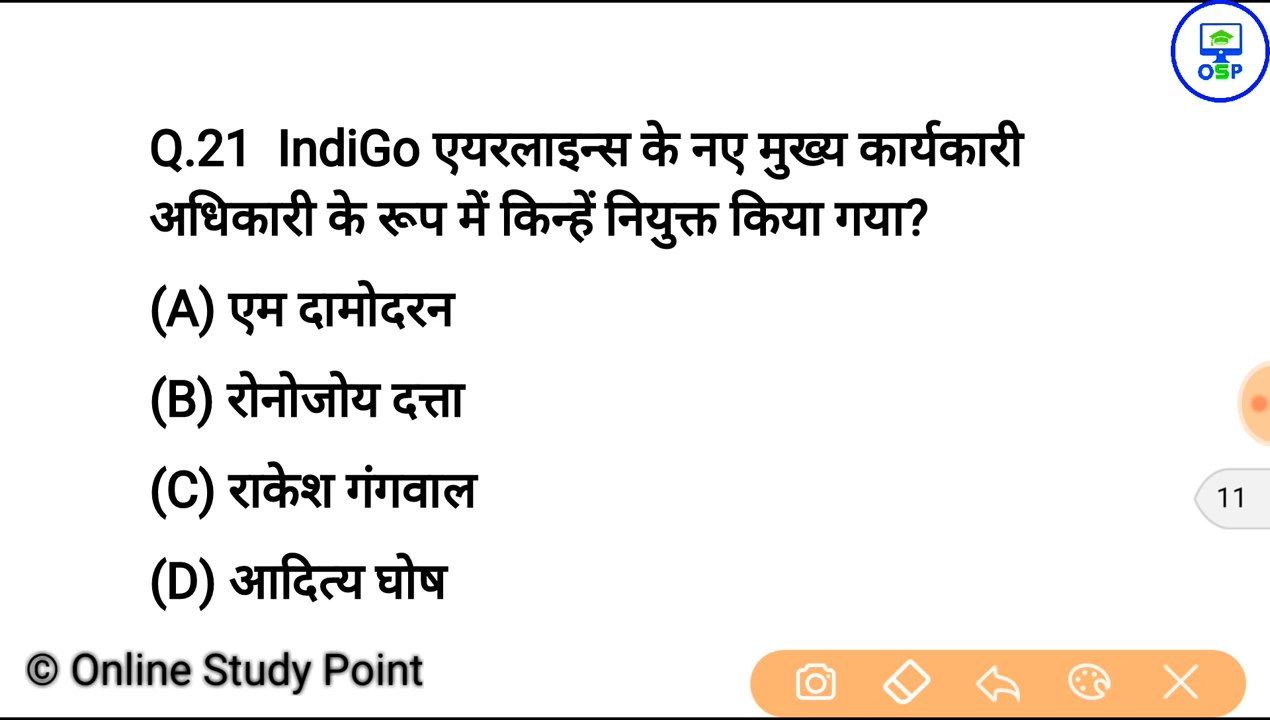 OSP
Q.21 IndiGo एयरलाइन्स के नए मुख्य कार्यकारी
अधिकारी के रूप में किन्हें नियुक्त किया गया?
(A) एम दामोदरन
(B) रोनोजोय दत्ता
(C) राकेश गंगवाल
(D) आदित्य घोष
11
© Online Study Point